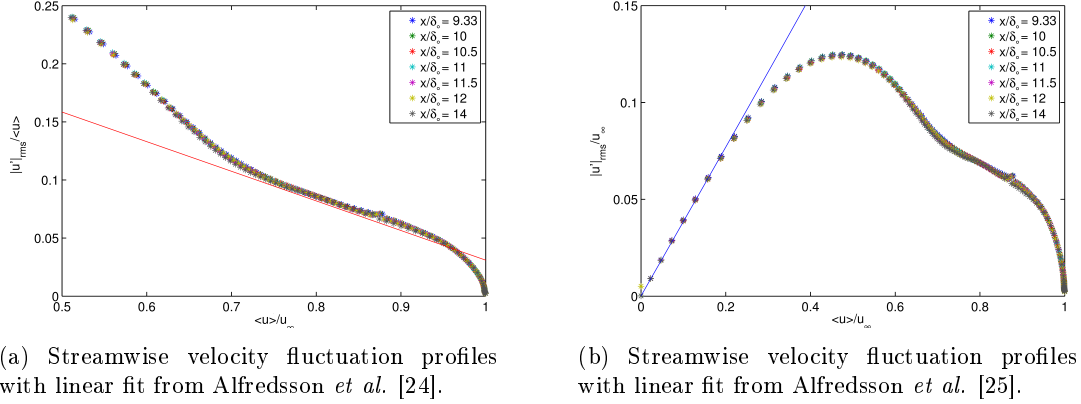 0.25
0.2
0.15
0.1
0.05
0
0.5
0.6
0.7
0.8
0.9
1
|u'|rms/<u>
<u>/u∞
x/δo= 9.33
x/δo= 10
x/δo= 10.5
x/δo= 11
x/δo= 11.5
x/δo= 12
x/δo= 14
(a) Streamwise velocity fluctuation profiles
with linear fit from Alfredsson et al. [24].
0.15
0.1
0.05
0
0
0.2
0.4
0.6
0.8
1
|u'|rms/u∞
<u>/u∞
x/δo= 9.33
x/δo= 10
x/δo= 10.5
x/δo= 11
x/δo= 11.5
x/δo= 12
x/δo= 14
(b) Streamwise velocity fluctuation profiles
with linear fit from Alfredsson et al. [25].